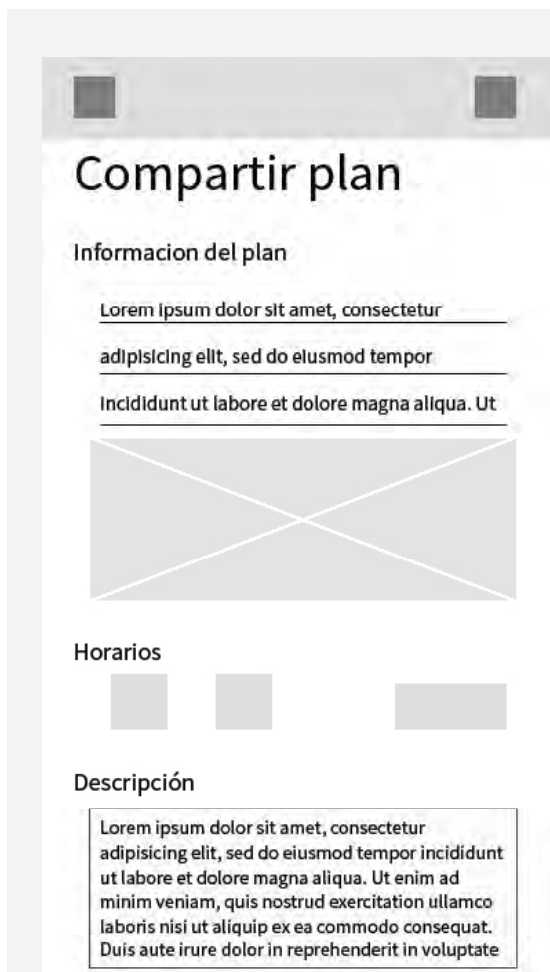 Compartir plan
Informacion del plan
Lorem ipsum dolor sit amet, consectetur
adipisicing elit, sed do eiusmod tempor
incididunt ut labore et dolore magna aliqua. Ut
Horarios
Descripción
Lorem ipsum dolor sit amet, consectetur
adipisicing elit, sed do eiusmod tempor incididunt
ut labore et dolore magna aliqua. Ut enim ad
minim veniam, quis nostrud exercitation ullamco
laboris nisi ut aliquip ex ea commodo consequat.
Duis aute irure dolor in reprehenderit in voluptate